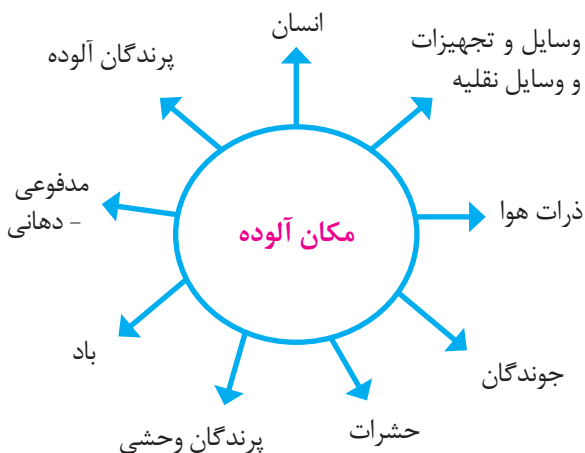 انسان
وسایل و تجهیزات
و وسایل نقلیه
پرندگان آلوده
ذرات هوا
مدفوعی
– دهانی
مکان آلوده
جوندگان
باد
حشرات
پرندگان وحشی